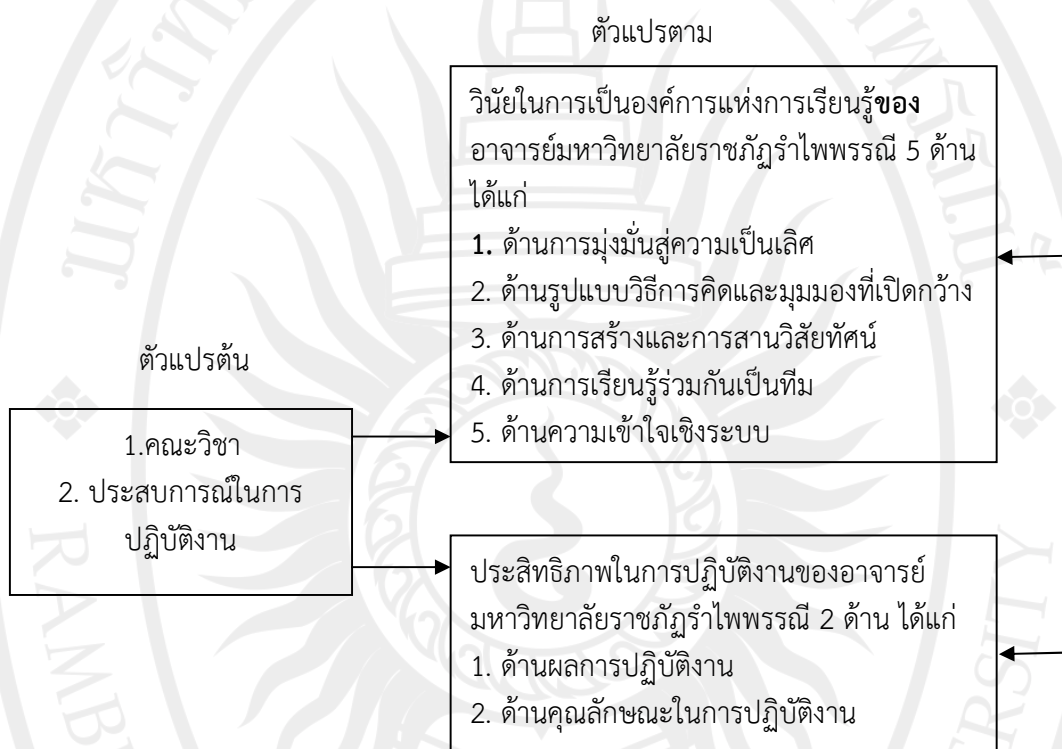 ตัวแปรตาม
วินัยในการเป็นองค์การแห่งการเรียนรู้ของ
อาจารย์มหาวิทยาลัยราชภัฏรำไพพรรณี 5 ด้าน
ได้แก่
1. ด้านการมุ่งมั่นสู่ความเป็นเลิศ
2. ด้านรูปแบบวิธีการคิดและมุมมองที่เปิดกว้าง
3. ด้านการสร้างและการสานวิสัยทัศน์
4. ด้านการเรียนรู้ร่วมกันเป็นทีม
5. ด้านความเข้าใจเชิงระบบ
ตัวแปรต้น
1.คณะวิชา
2. ประสบการณ์ในการ
ปฏิบัติงาน
ประสิทธิภาพในการปฏิบัติงานของอาจารย์
มหาวิทยาลัยราชภัฏรำไพพรรณี 2 ด้าน ได้แก่
1. ด้านผลการปฏิบัติงาน
2. ด้านคุณลักษณะในการปฏิบัติงาน